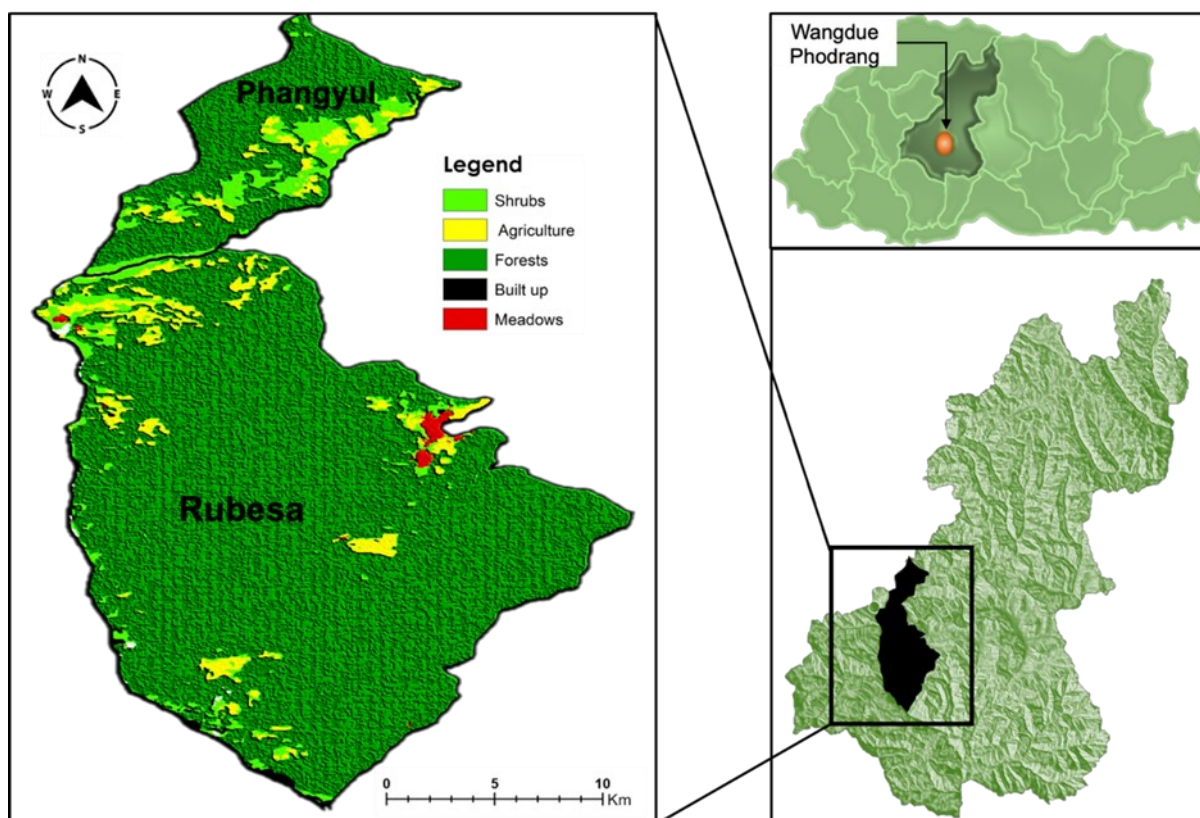 N
W E
S
Phangyul
Legend
Shrubs
Agriculture
Forests
Built up
Meadows
Rubesa
0 5 10
Km
Wangdue
Phodrang